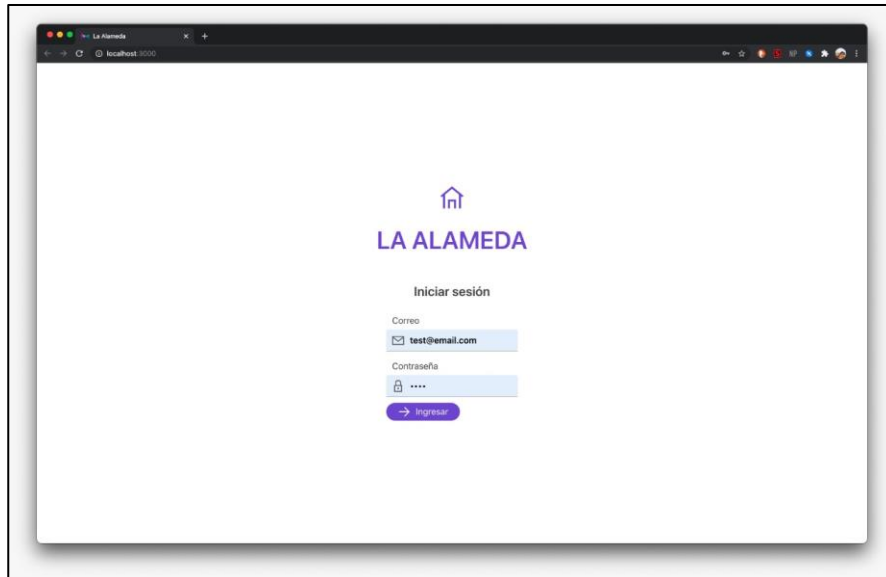 La Alameda
localhost:3000
LA ALAMEDA
Iniciar sesión
Correo
test@email.com
Contraseña
••••
Ingresar